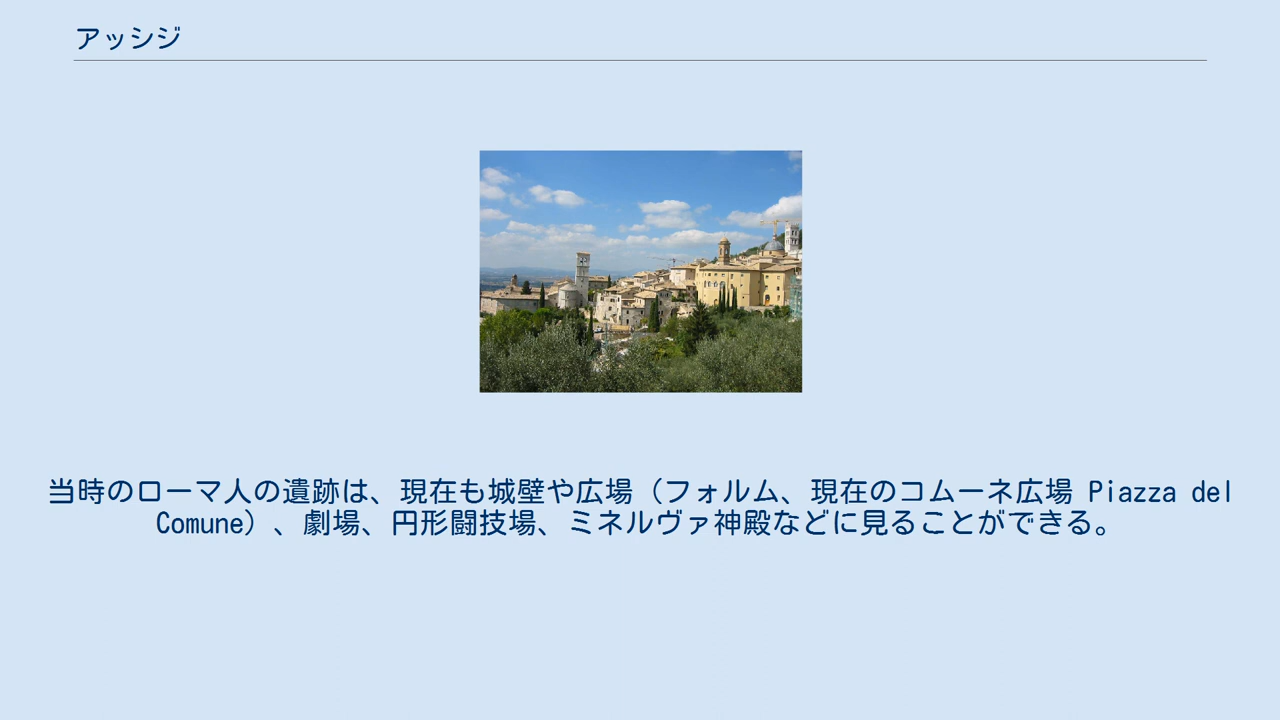 アッシジ
当時のローマ人の遺跡は、現在も城壁や広場（フォルム、現在のコムーネ広場 Piazza del
Comune）、劇場、円形闘技場、ミネルヴァ神殿などに見ることができる。